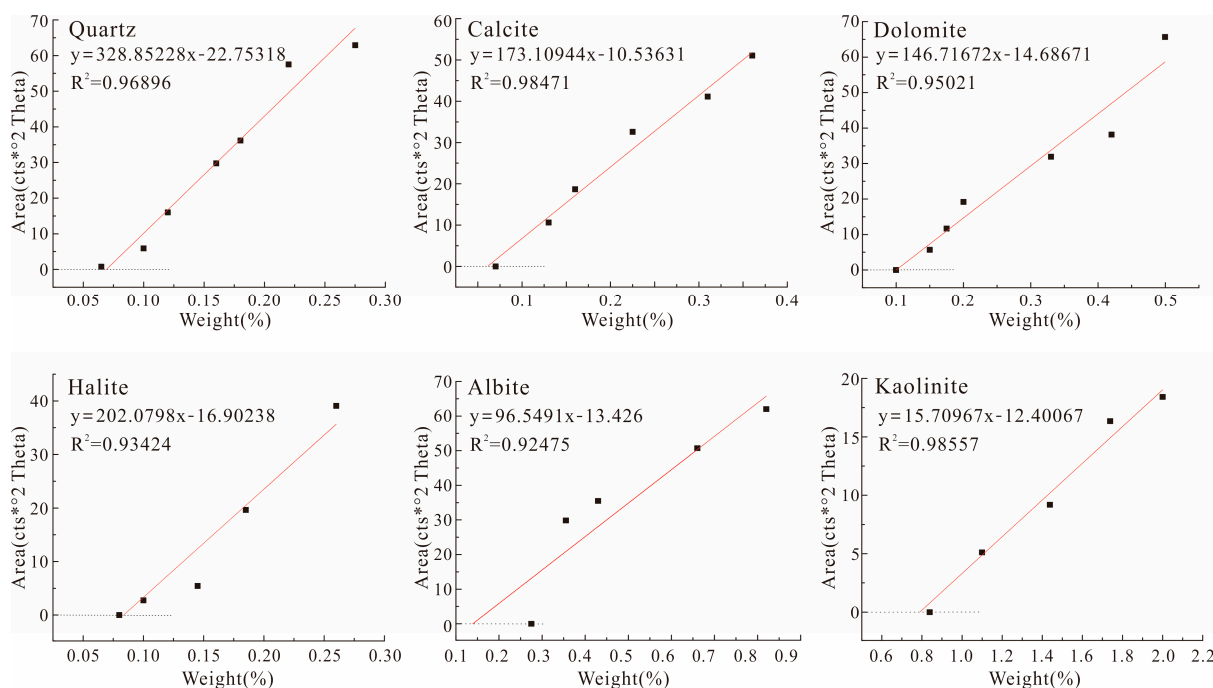 Quartz
y=328.85228x-22.75318
R²=0.96896
Area(cts*°2 Theta)
70
60
50
40
30
20
10
0
0.05
0.10
0.15
0.20
0.25
0.30
Weight(%)
Calcite
y=173.10944x-10.53631
R²=0.98471
Area(cts*°2 Theta)
60
50
40
30
20
10
0
0.1
0.2
0.3
0.4
Weight(%)
Dolomite
y=146.71672x-14.68671
R²=0.95021
Area(cts*°2 Theta)
70
60
50
40
30
20
10
0
0.1
0.2
0.3
0.4
0.5
Weight(%)
Halite
y=202.0798x-16.90238
R²=0.93424
Area(cts*°2 Theta)
40
30
20
10
0
0.05
0.10
0.15
0.20
0.25
0.30
Weight(%)
Albite
y=96.5491x-13.426
R²=0.92475
Area(cts*°2 Theta)
70
60
50
40
30
20
10
0
0.1
0.2
0.3
0.4
0.5
0.6
0.7
0.8
0.9
Weight(%)
Kaolinite
y=15.70967x-12.40067
R²=0.98557
Area(cts*°2 Theta)
20
15
10
5
0
0.6
0.8
1.0
1.2
1.4
1.6
1.8
2.0
2.2
Weight(%)